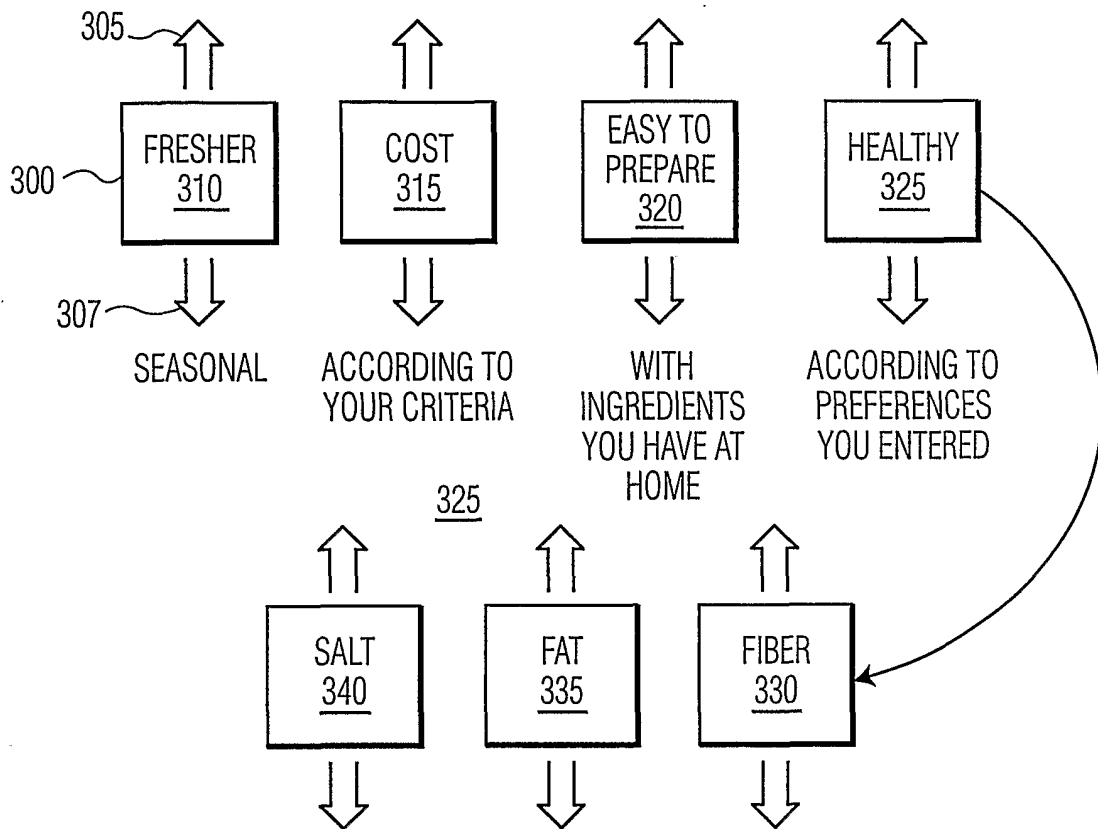 305
300
FRESHER
310
COST
315
EASY TO
PREPARE
320
HEALTHY
325
307
SEASONAL
ACCORDING TO
YOUR CRITERIA
WITH
INGREDIENTS
YOU HAVE AT
HOME
ACCORDING TO
PREFERENCES
YOU ENTERED
325
SALT
340
FAT
335
FIBER
330